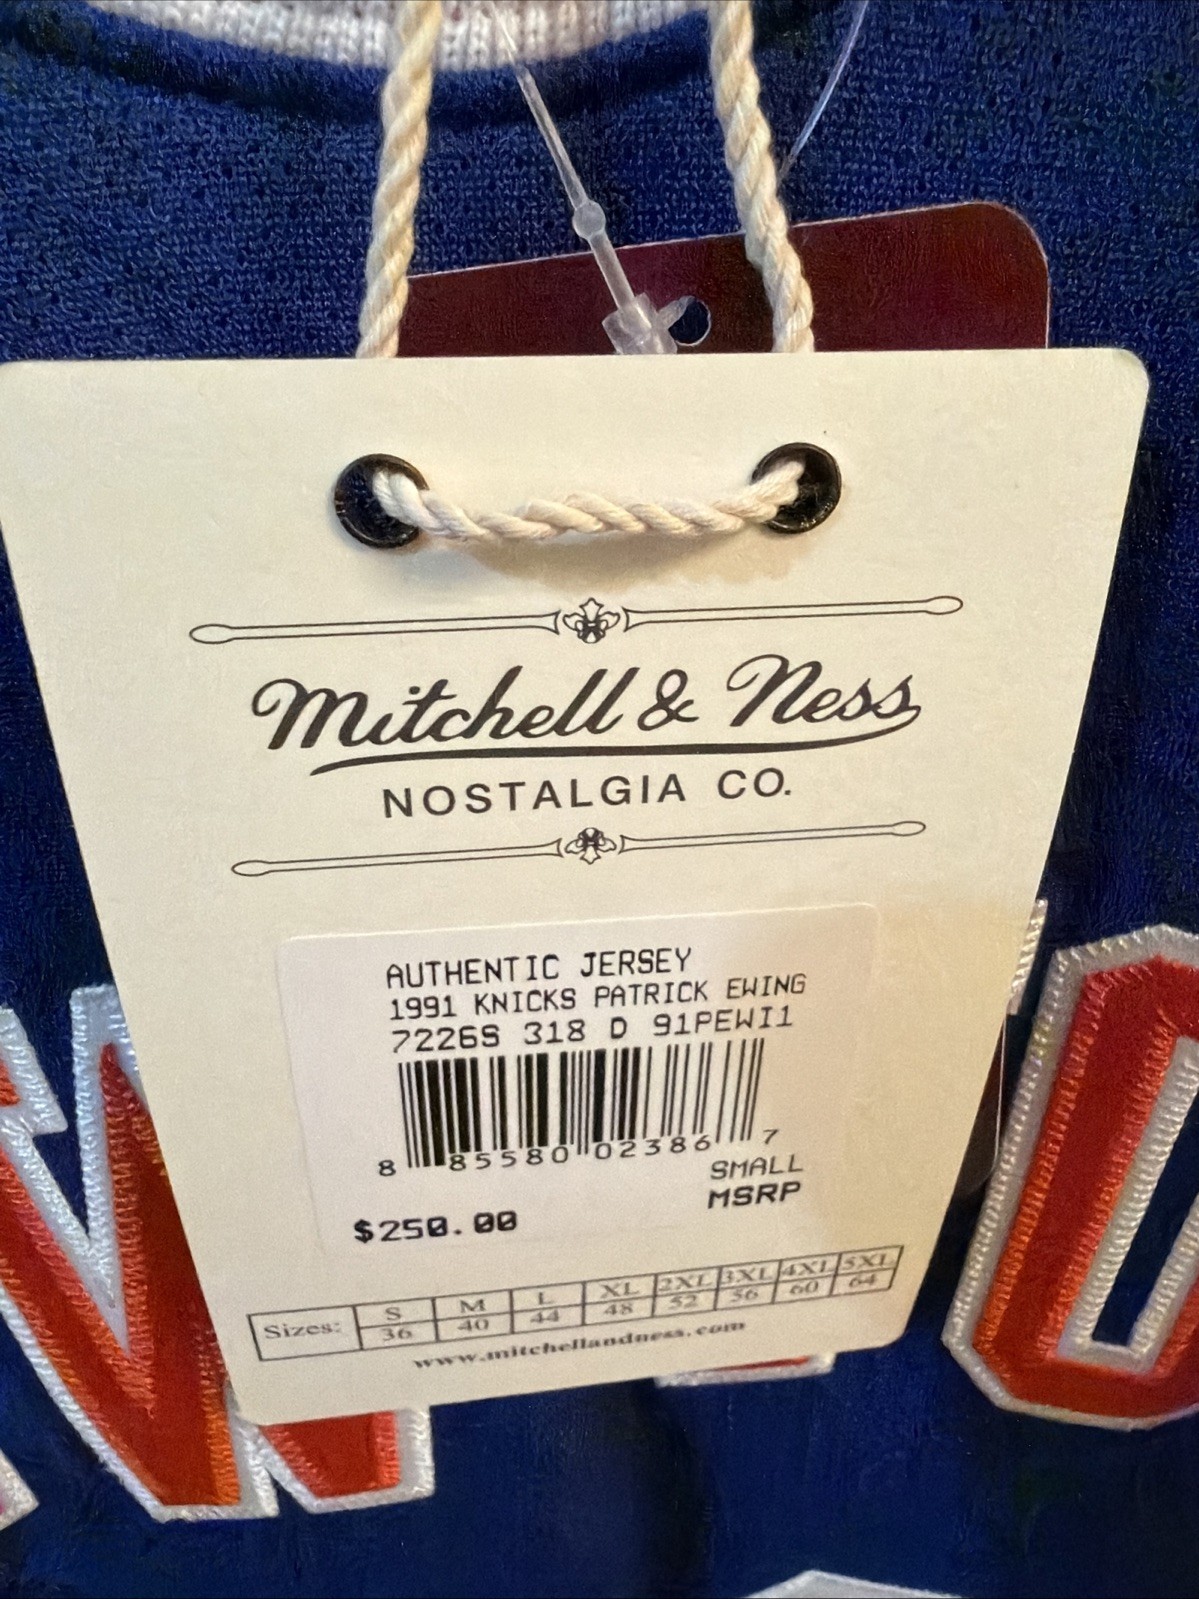 Mitchell & Ness
NOSTALGIA CO.
AUTHENTIC JERSEY
1991 KNICKS PATRICK EWING
7226S 318 D 91PEWI1
8 85580 02386 7
SMALL
MSRP
$250.00
Sizes: S M L XL 2XL 3XL 4XL 5XL
36 40 44 48 52 56 60 64
www.mitchellandness.com